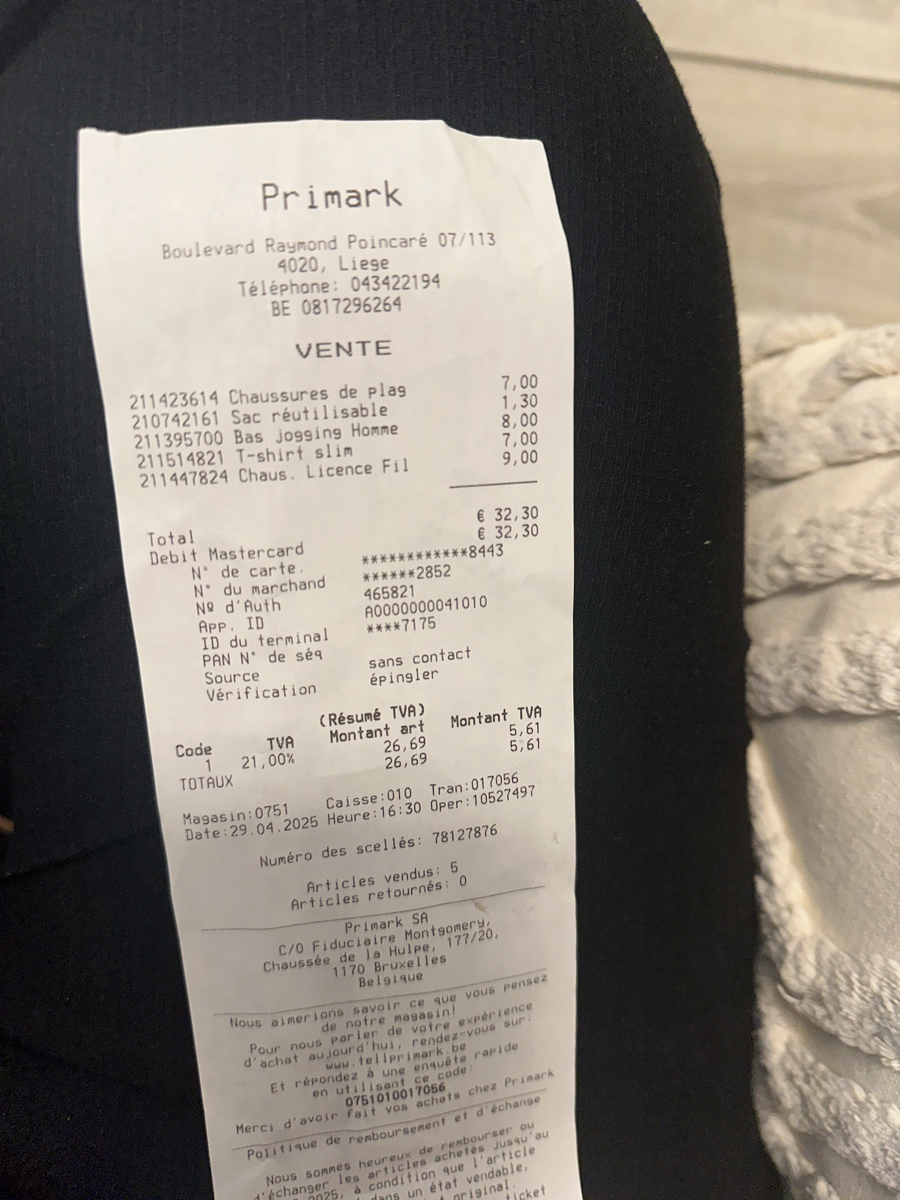 Primark
Boulevard Raymond Poincaré 07/113
4020, Liege
Téléphone: 043422194
BE 0817296264
VENTE
211423614 Chaussures de plag 7,00
210742161 Sac réutilisable 1,30
211395700 Bas jogging Homme 8,00
211514821 T-shirt slim 7,00
211447824 Chaus. Licence Fil 9,00
Total € 32,30
Debit Mastercard € 32,30
N° de carte. ************8443
N° du marchand ******2852
Nº d'Auth 465821
App. ID A0000000041010
ID du terminal ****7175
PAN N° de séq
Source sans contact
Vérification épingler
(Résumé TVA)
Code TVA Montant art Montant TVA
1 21,00% 26,69 5,61
TOTAUX 26,69 5,61
Magasin:0751 Caisse:010 Tran:017056
Date:29.04.2025 Heure:16:30 Oper:10527497
Numéro des scellés: 78127876
Articles vendus: 5
Articles retournés: 0
Primark SA
C/O Fiduciaire Montgomery,
Chaussée de la Hulpe, 177/20,
1170 Bruxelles
Belgique
Nous aimerions savoir ce que vous pensez
de notre magasin!
Pour nous parler de votre expérience
d'achat aujourd'hui, rendez-vous sur:
www.tellprimark.be
Et répondez à une enquête rapide
en utilisant ce code:
0751010017056
Merci d'avoir fait vos achats chez Primark
Politique de remboursement et d'échange
Nous sommes heureux de rembourser ou
d'échanger les articles achetés jusqu'au
2025, à condition que l'article
dans un état vendable,
original.
ticket